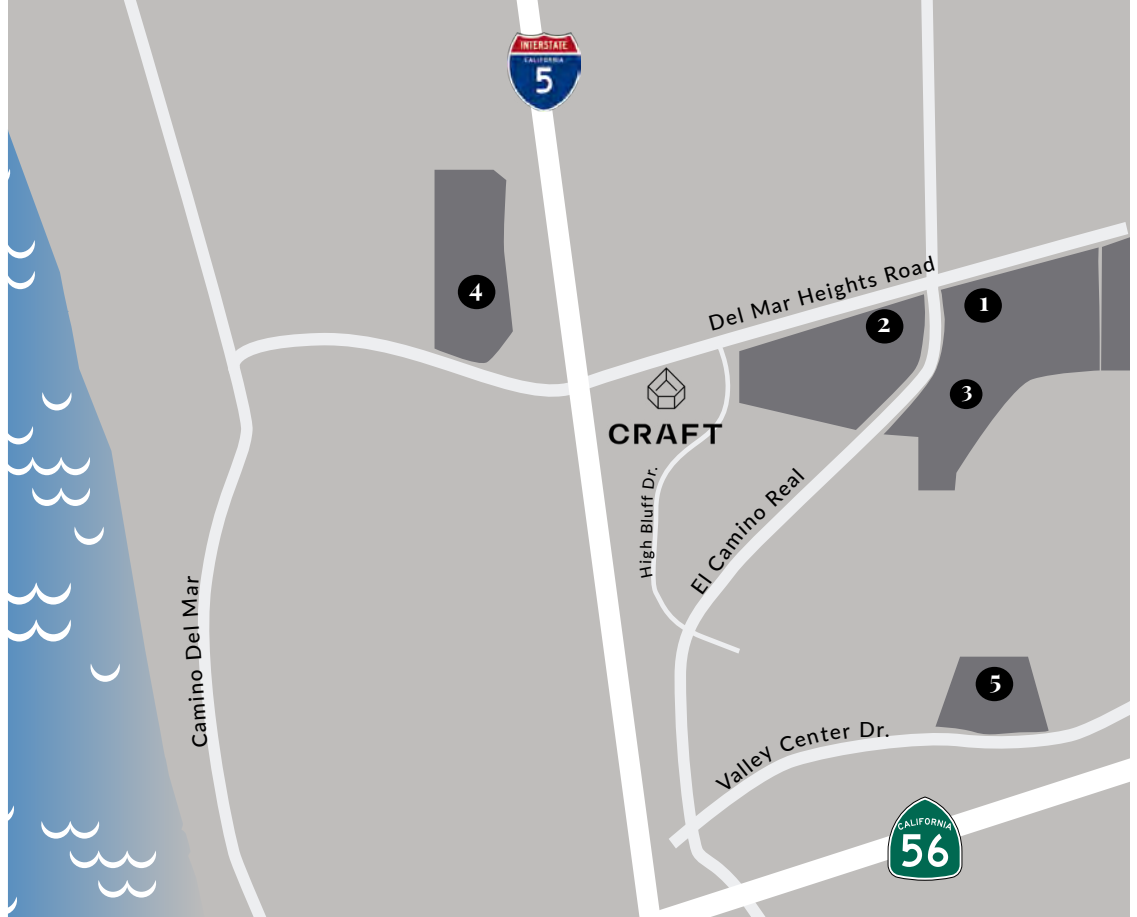 INTERSTATE
CALIFORNIA
5
4
Del Mar Heights Road
1
2
3
CRAFT
High Bluff Dr.
El Camino Real
Camino Del Mar
5
Valley Center Dr.
CALIFORNIA
56